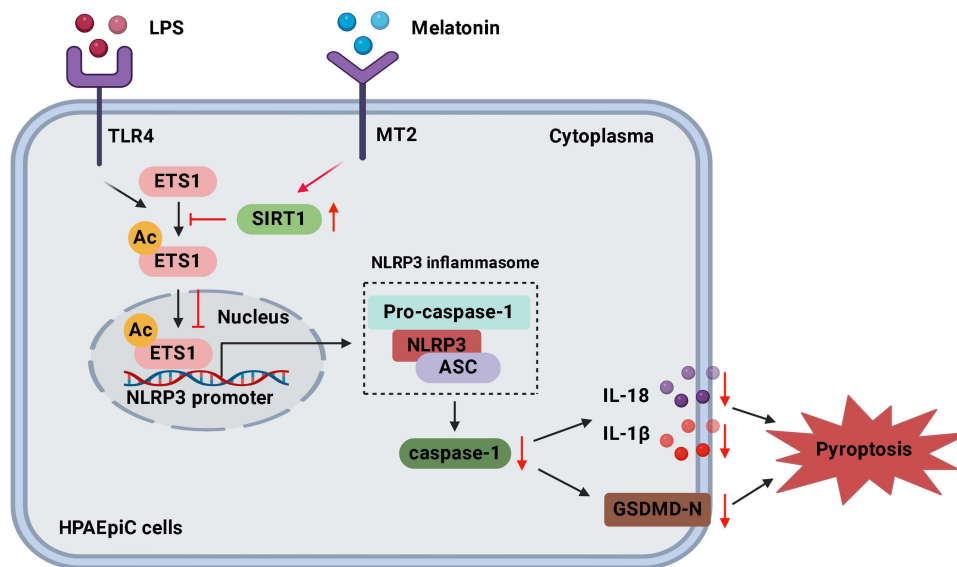 LPS
Melatonin
TLR4
MT2
Cytoplasma
ETS1
SIRT1
Ac
ETS1
NLRP3 inflammasome
Pro-caspase-1
NLRP3
ASC
Nucleus
Ac
ETS1
NLRP3 promoter
IL-18
IL-1β
caspase-1
Pyroptosis
GSDMD-N
HPAEpiC cells